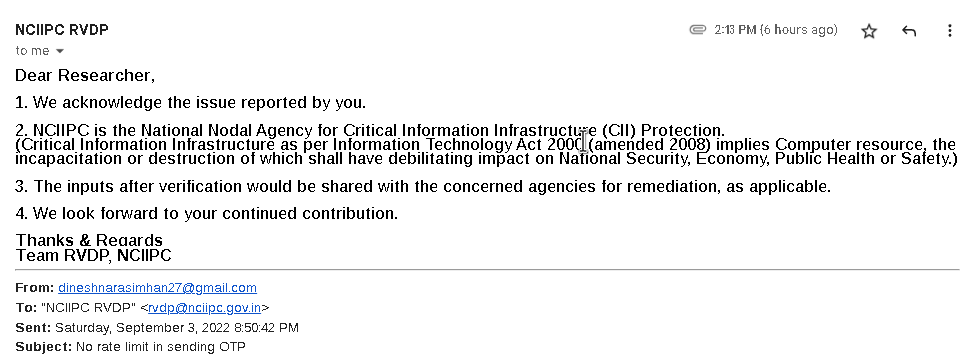 NCIIPC RVDP
2:13 PM (6 hours ago)
to me
Dear Researcher,
1. We acknowledge the issue reported by you.
2. NCIIPC is the National Nodal Agency for Critical Information Infrastructure (CII) Protection.
(Critical Information Infrastructure as per Information Technology Act 2000 (amended 2008) implies Computer resource, the
incapacitation or destruction of which shall have debilitating impact on National Security, Economy, Public Health or Safety.)
3. The inputs after verification would be shared with the concerned agencies for remediation, as applicable.
4. We look forward to your continued contribution.
Thanks & Regards
Team RVDP, NCIIPC
From: dineshnarasimhan27@gmail.com
To: "NCIIPC RVDP" <rvdp@nciipc.gov.in>
Sent: Saturday, September 3, 2022 8:50:42 PM
Subject: No rate limit in sending OTP